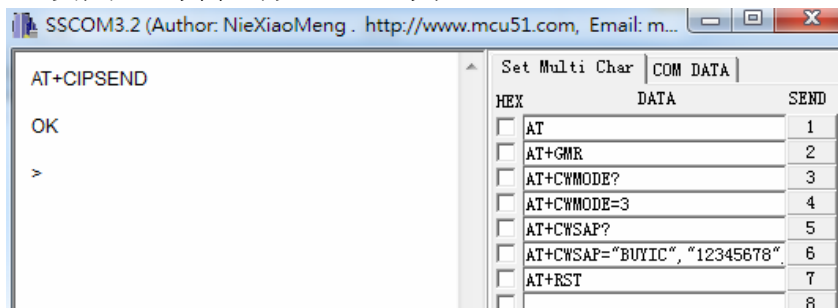 SSCOM3.2 (Author: NieXiaoMeng . http://www.mcu51.com, Email: m...
AT+CIPSEND
OK
>
Set Multi Char COM DATA
HEX DATA SEND
AT 1
AT+GMR 2
AT+CWMODE? 3
AT+CWMODE=3 4
AT+CWSAP? 5
AT+CWSAP="BUYIC","12345678" 6
AT+RST 7
8